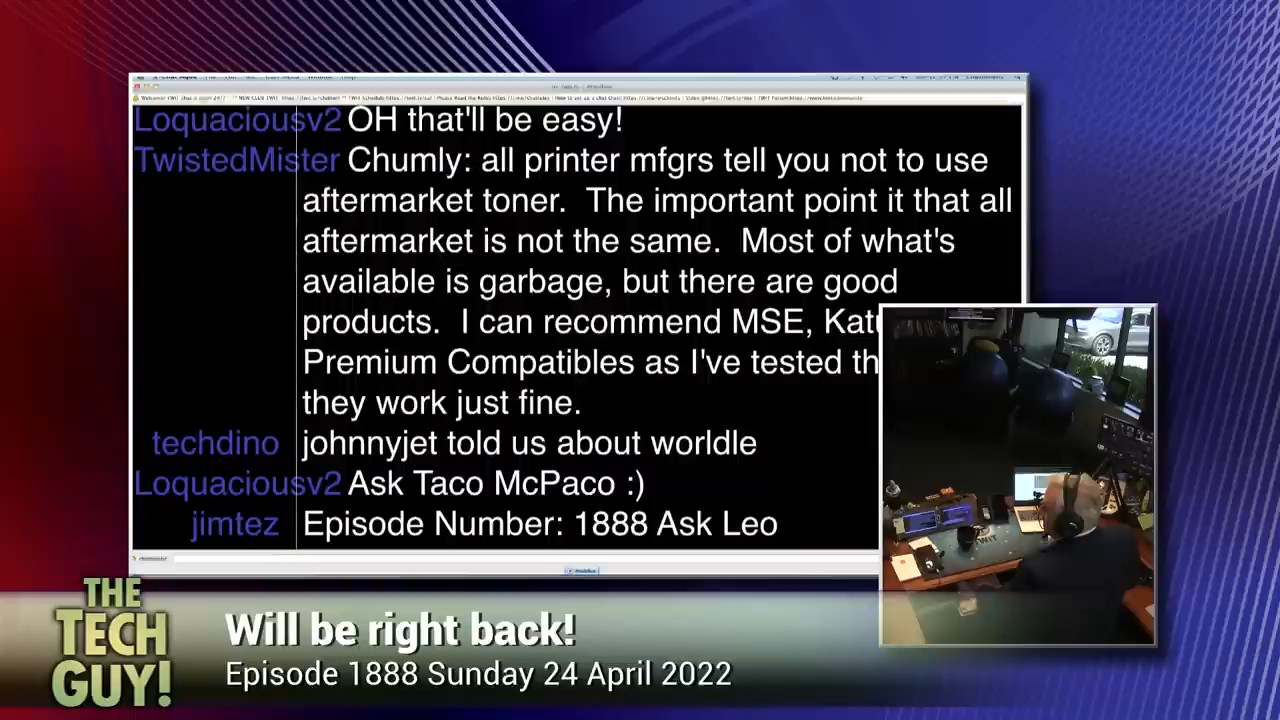 Loquaciousv2 OH that'll be easy!
TwistedMister Chumly: all printer mfgrs tell you not to use
aftermarket toner. The important point it that all
aftermarket is not the same. Most of what's
available is garbage, but there are good
products. I can recommend MSE,
Premium Compatibles as I've tested
they work just fine.
techdino johnnyjet told us about worldle
Loquaciousv2 Ask Taco McPaco :)
jimtez Episode Number: 1888 Ask Leo
THE
TECH
GUY!
Will be right back!
Episode 1888 Sunday 24 April 2022